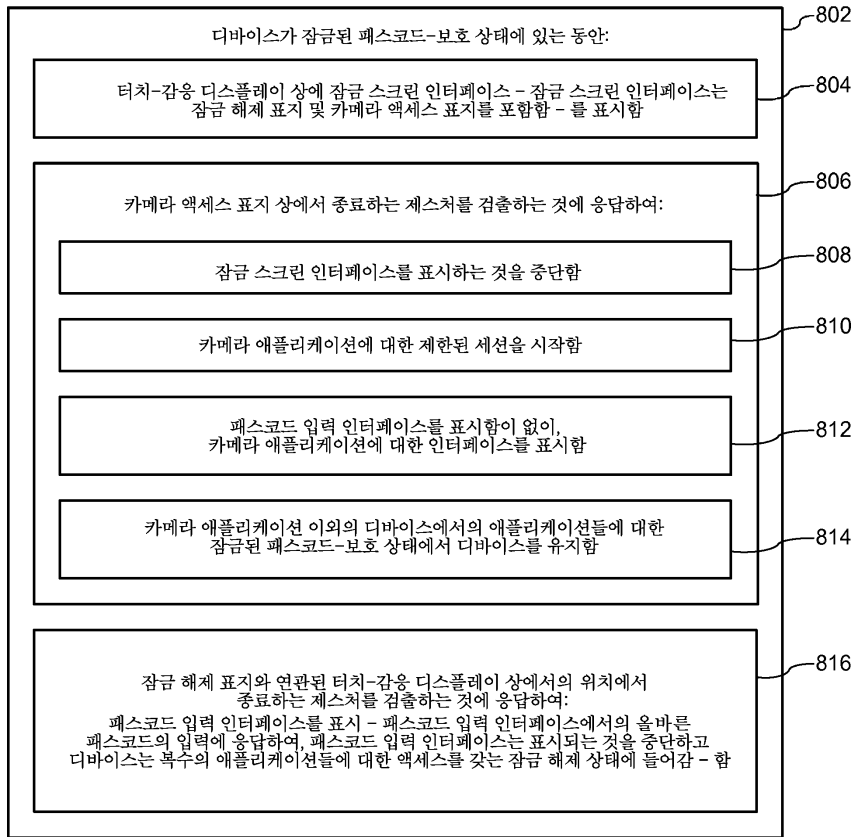 디바이스가 잠금된 패스코드-보호 상태에 있는 동안:
802
터치-감응 디스플레이 상에 잠금 스크린 인터페이스 - 잠금 스크린 인터페이스는
잠금 해제 표지 및 카메라 액세스 표지를 포함함 - 를 표시함
804
카메라 액세스 표지 상에서 종료하는 제스처를 검출하는 것에 응답하여:
806
잠금 스크린 인터페이스를 표시하는 것을 중단함
808
카메라 애플리케이션에 대한 제한된 세션을 시작함
810
패스코드 입력 인터페이스를 표시함이 없이,
카메라 애플리케이션에 대한 인터페이스를 표시함
812
카메라 애플리케이션 이외의 디바이스에서의 애플리케이션들에 대한
잠금된 패스코드-보호 상태에서 디바이스를 유지함
814
잠금 해제 표지와 연관된 터치-감응 디스플레이 상에서의 위치에서
종료하는 제스처를 검출하는 것에 응답하여:
패스코드 입력 인터페이스를 표시 - 패스코드 입력 인터페이스에서의 올바른
패스코드의 입력에 응답하여, 패스코드 입력 인터페이스는 표시되는 것을 중단하고
디바이스는 복수의 애플리케이션들에 대한 액세스를 갖는 잠금 해제 상태에 들어감 - 함
816